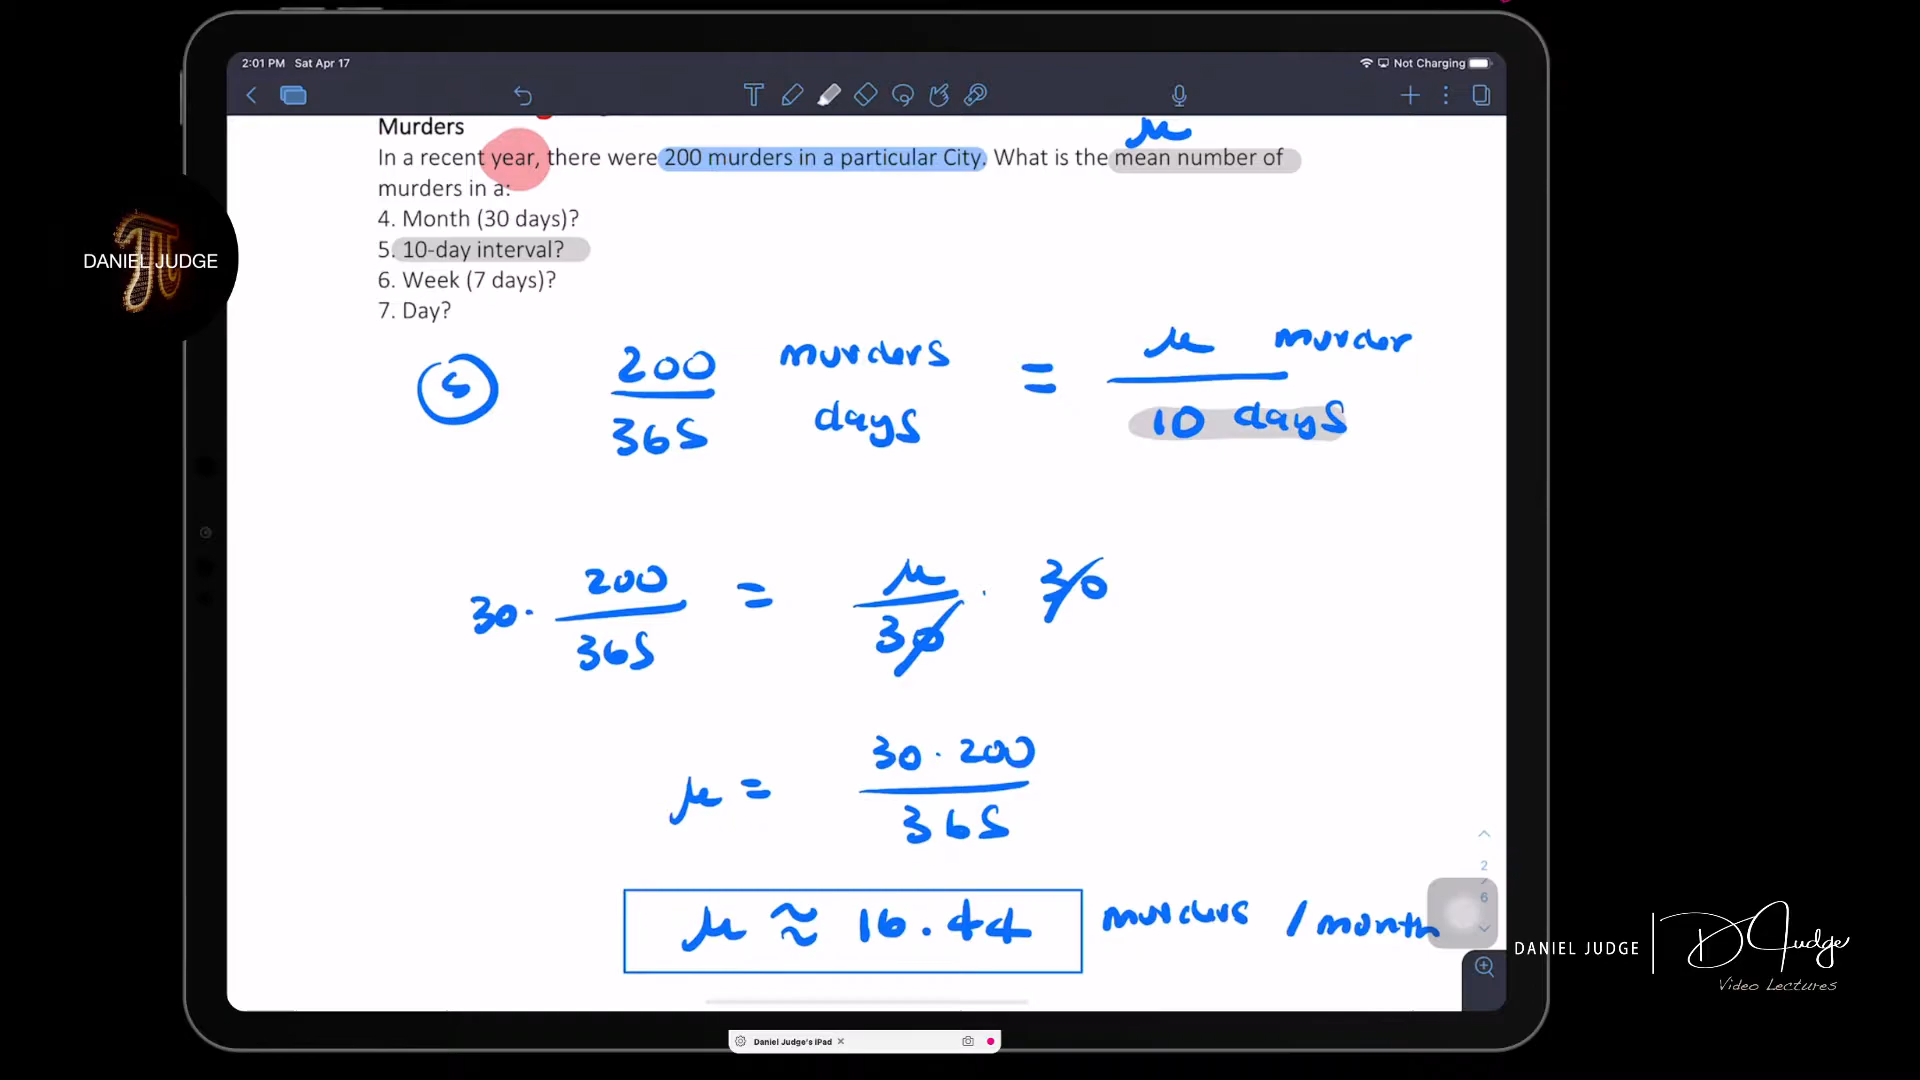 2:01 PM Sat Apr 17
Not Charging
Murders
μ
In a recent year, there were 200 murders in a particular City. What is the mean number of
murders in a:
4. Month (30 days)?
5. 10-day interval?
6. Week (7 days)?
7. Day?
DANIEL JUDGE
5 200/365 murders/days = μ murder/10 days
30 · 200/365 = μ/30 · 30
μ = 30 · 200/365
2
6
μ ≈ 16.44 murders / month
DANIEL JUDGE
D Judge
Video Lectures
Daniel Judge's iPad